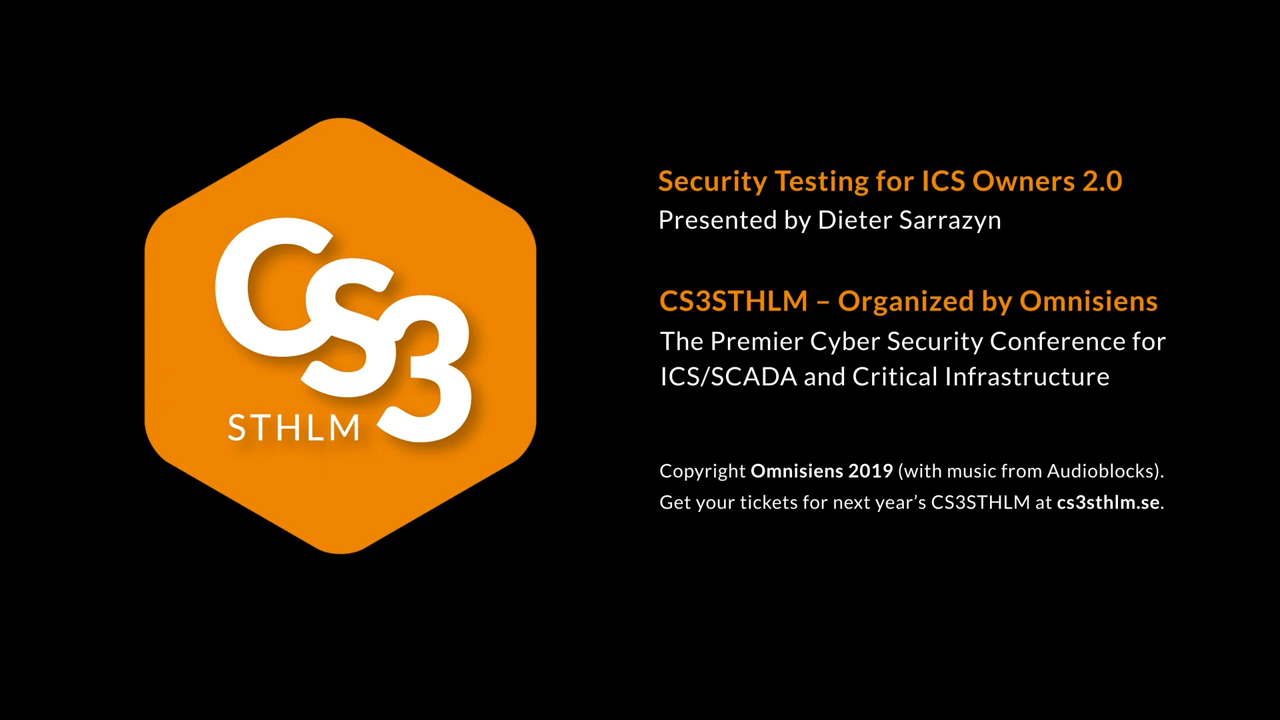 CS3
STHLM
Security Testing for ICS Owners 2.0
Presented by Dieter Sarrazyn
CS3STHLM – Organized by Omnisiens
The Premier Cyber Security Conference for
ICS/SCADA and Critical Infrastructure
Copyright Omnisiens 2019 (with music from Audioblocks).
Get your tickets for next year’s CS3STHLM at cs3sthlm.se.